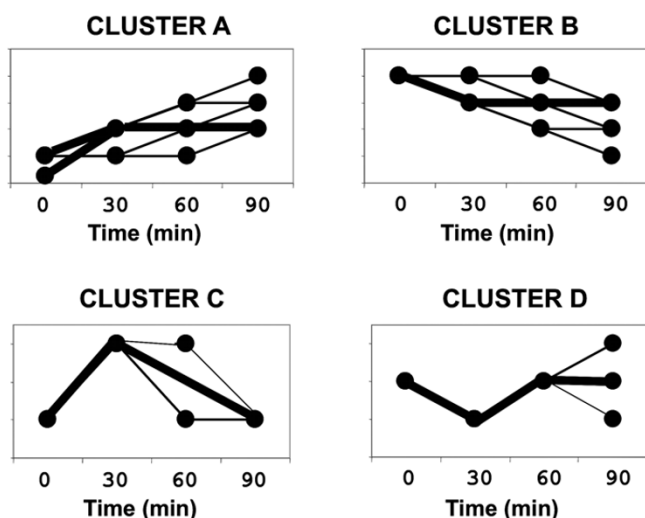 CLUSTER A
CLUSTER B
0 30 60 90
0 30 60 90
Time (min)
Time (min)
CLUSTER C
CLUSTER D
0 30 60 90
0 30 60 90
Time (min)
Time (min)